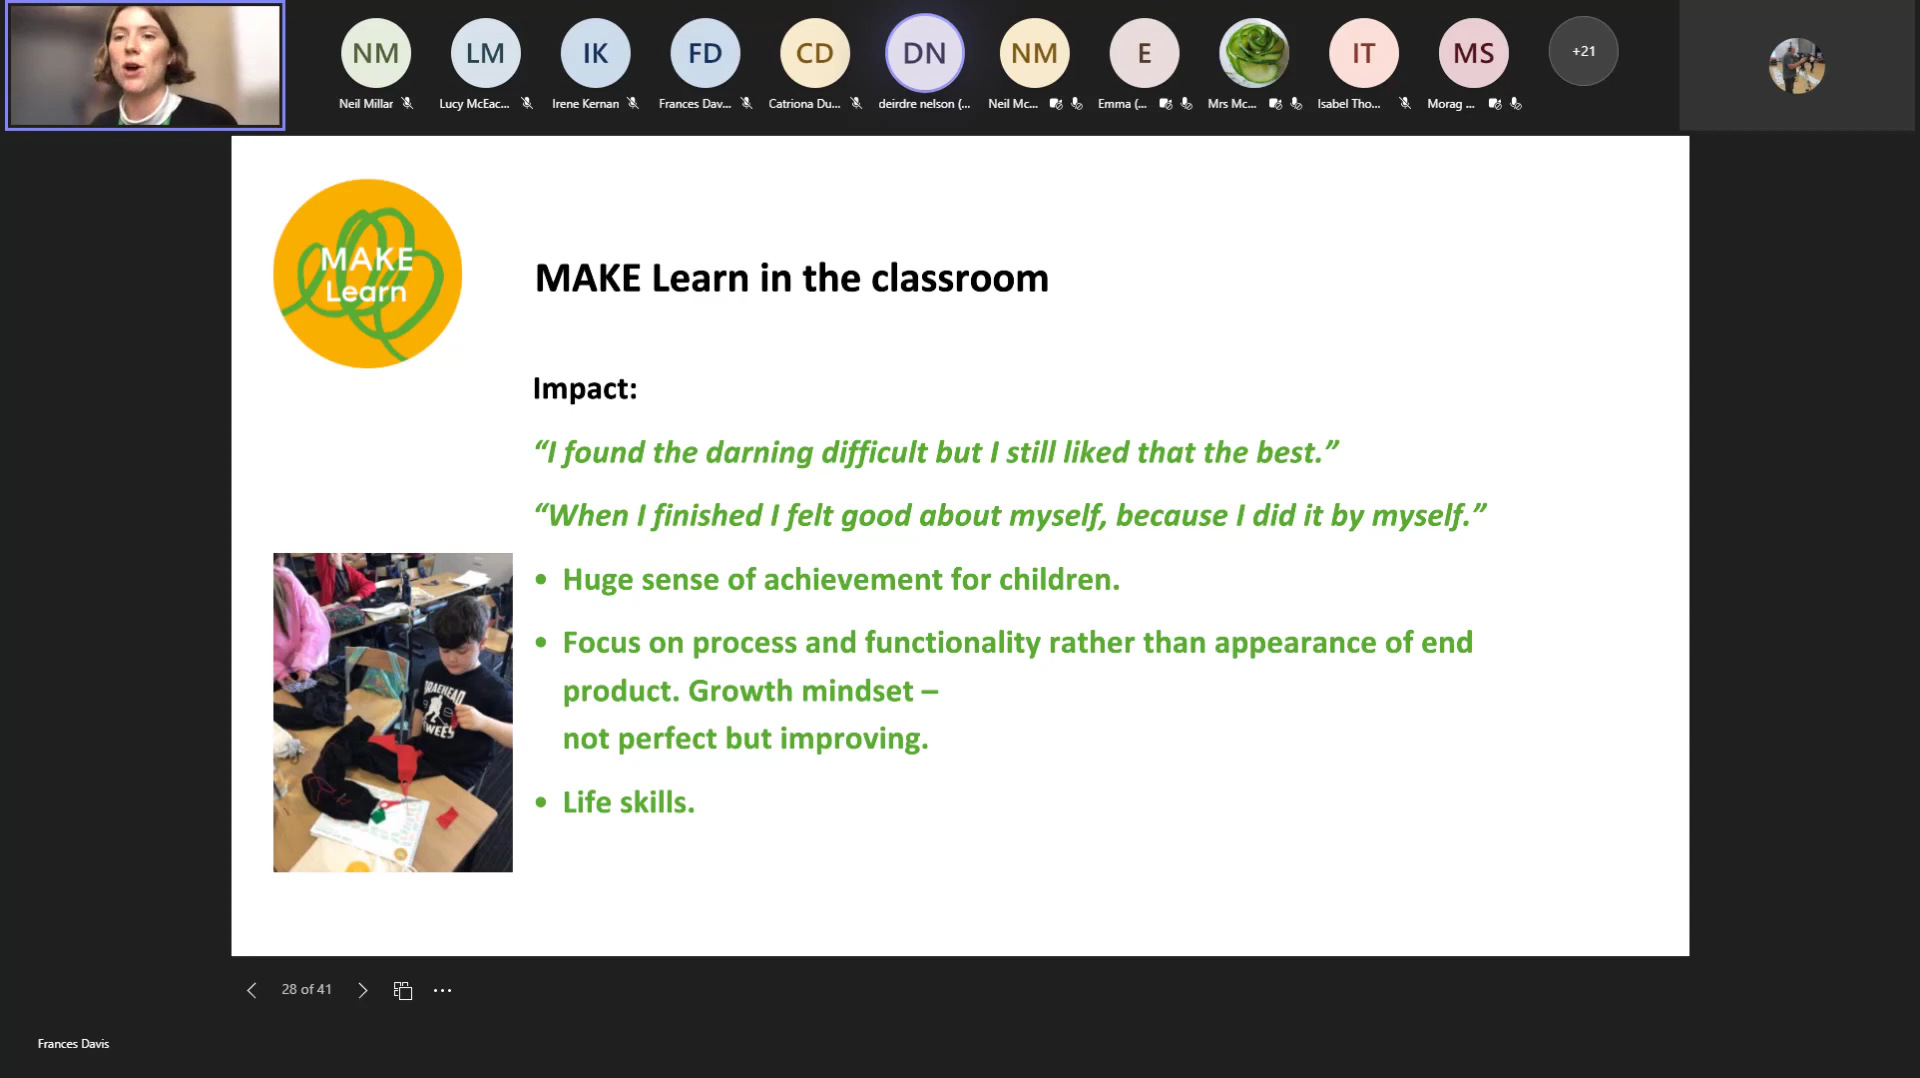 NM
LM
IK
FD
CD
DN
NM
E
IT
MS
+21
Neil Millar
Lucy McEac...
Irene Kernan
Frances Dav...
Catriona Du...
deirdre nelson (...
Neil Mc...
Emma (...
Mrs Mc...
Isabel Tho...
Morag ...
MAKE
Learn
MAKE Learn in the classroom
Impact:
“I found the darning difficult but I still liked that the best.”
“When I finished I felt good about myself, because I did it by myself.”
• Huge sense of achievement for children.
• Focus on process and functionality rather than appearance of end
product. Growth mindset –
not perfect but improving.
• Life skills.
BRAEHEAD
28 of 41
Frances Davis